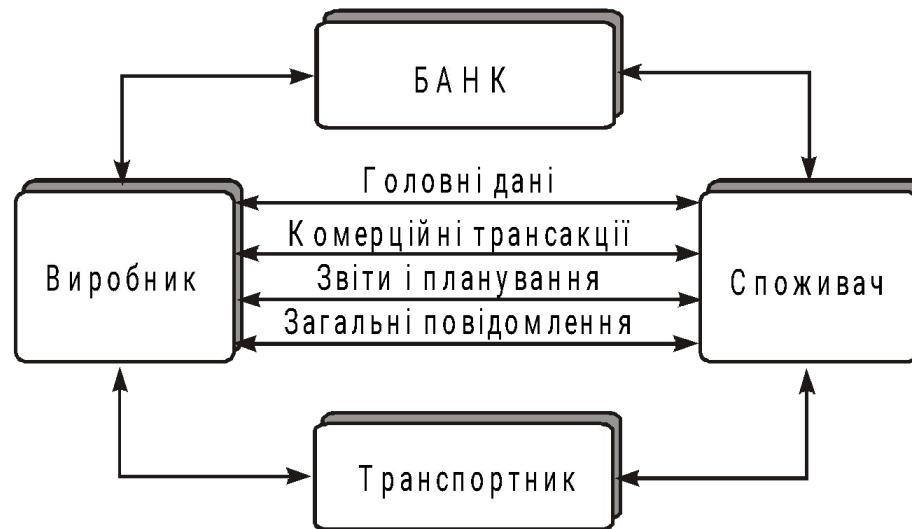 БАНК
Головні дані
Комерційні трансакції
Виробник
Звіти і планування
Споживач
Загальні повідомлення
Транспортник